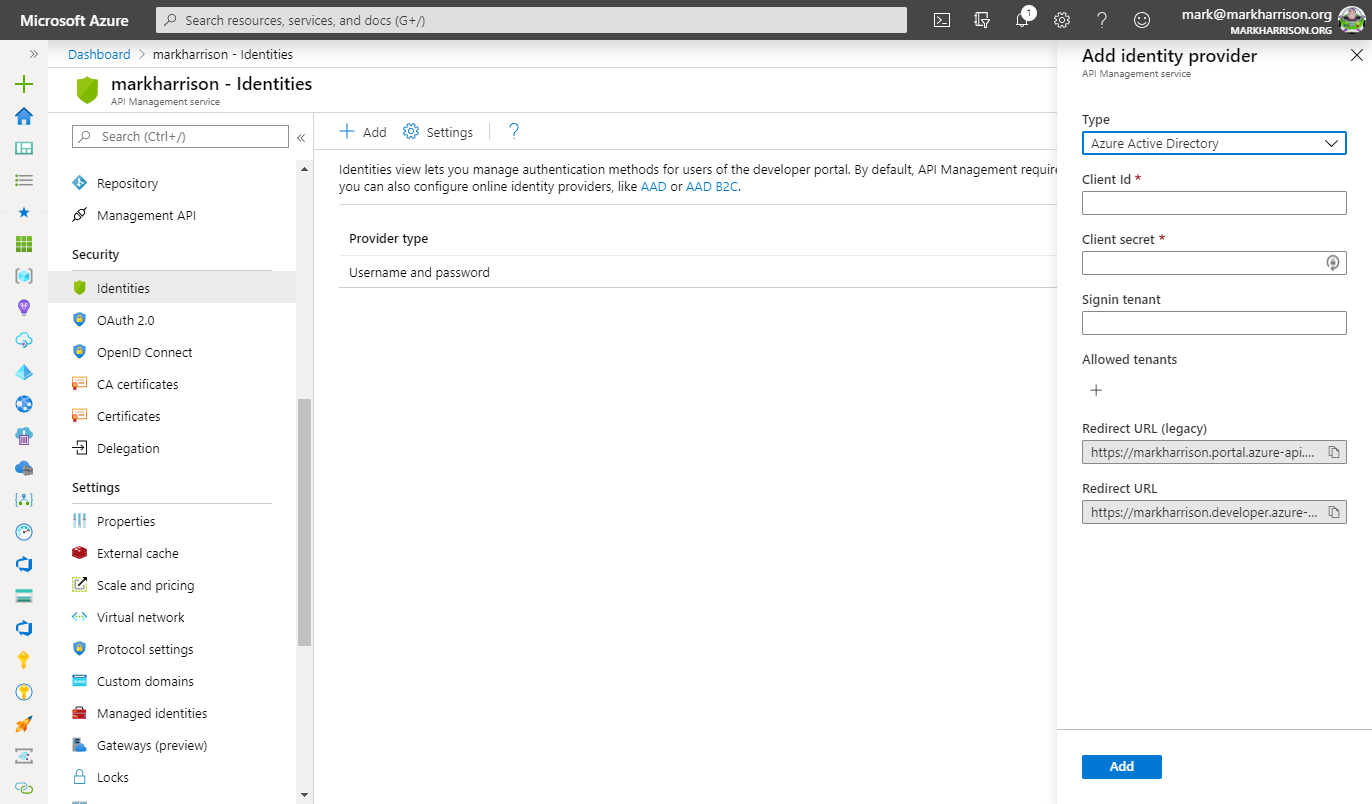 Microsoft Azure
Search resources, services, and docs (G+/)
1
mark@markharrison.org
MARKHARRISON.ORG
Dashboard > markharrison - Identities
markharrison - Identities
API Management service
Search (Ctrl+/)
Repository
Management API
Security
Identities
OAuth 2.0
OpenID Connect
CA certificates
Certificates
Delegation
Settings
Properties
External cache
Scale and pricing
Virtual network
Protocol settings
Custom domains
Managed identities
Gateways (preview)
Locks
Add
Settings
Identities view lets you manage authentication methods for users of the developer portal. By default, API Management require
you can also configure online identity providers, like AAD or AAD B2C.
Provider type
Username and password
Add identity provider
API Management service
Type
Azure Active Directory
Client Id *
Client secret *
Signin tenant
Allowed tenants
Redirect URL (legacy)
https://markharrison.portal.azure-api....
Redirect URL
https://markharrison.developer.azure-...
Add